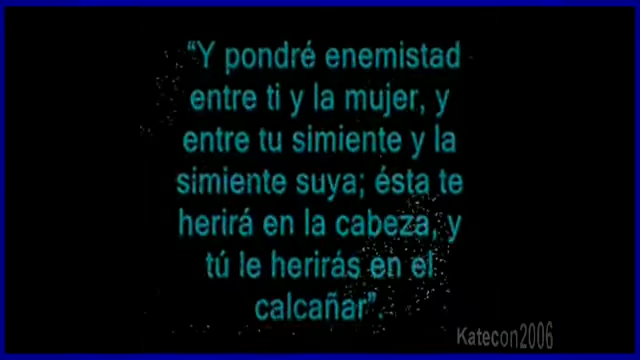 “Y pondré enemistad
entre ti y la mujer, y
entre tu simiente y la
simiente suya; ésta te
herirá en la cabeza, y
tú le herirás en el
calcañar”.
Katecon2006